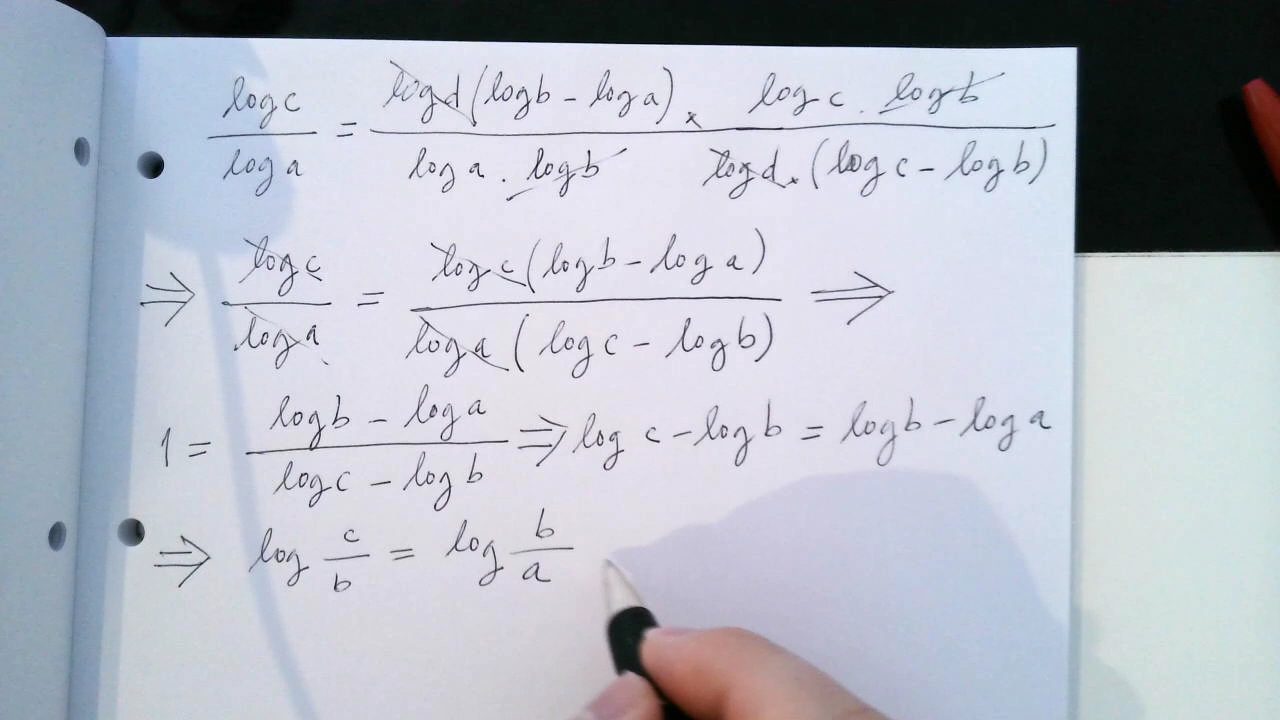 log c / log a = log d (log b - log a) / log a . log b × log c . log b / log d . (log c - log b)
⇒ log c / log a = log c (log b - log a) / log a (log c - log b) ⇒
1 = log b - log a / log c - log b ⇒ log c - log b = log b - log a
⇒ log c / b = log b / a